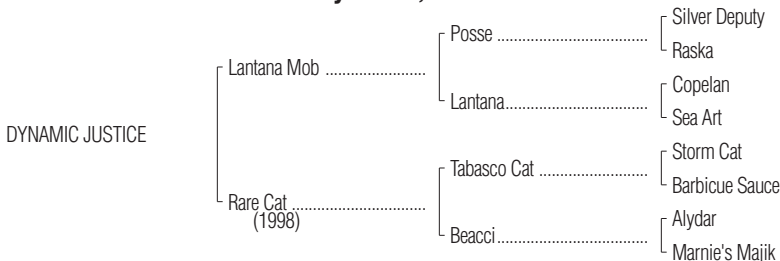 Silver Deputy
Posse ..............................................
Raska
Lantana Mob ..............................
Copelan
Lantana............................................
Sea Art
DYNAMIC JUSTICE
Storm Cat
Tabasco Cat ................................
Barbicue Sauce
Rare Cat ........................................
(1998)
Alydar
Beacci..............................................
Marnie's Majik